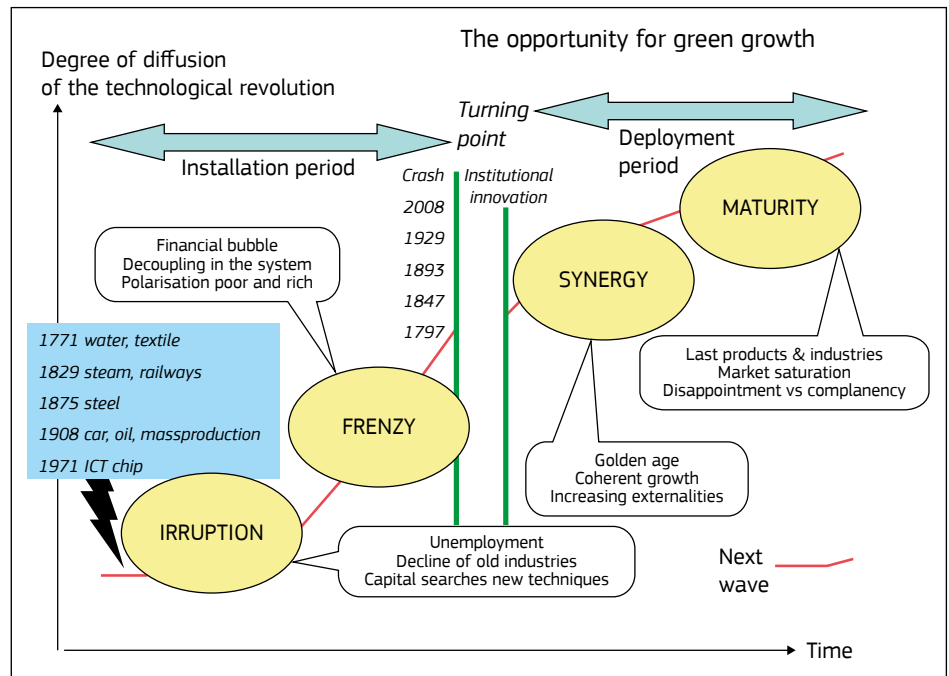 The opportunity for green growth
Degree of diffusion
of the technological revolution
Turning
point
Installation period
Deployment
period
Crash
Institutional
innovation
2008
1929
1893
1847
1797
MATURITY
SYNERGY
Financial bubble
Decoupling in the system
Polarisation poor and rich
1771 water, textile
1829 steam, railways
1875 steel
1908 car, oil, massproduction
1971 ICT chip
FRENZY
IRRUPTION
Last products & industries
Market saturation
Disappointment vs complanency
Golden age
Coherent growth
Increasing externalities
Unemployment
Decline of old industries
Capital searches new techniques
Next
wave
Time